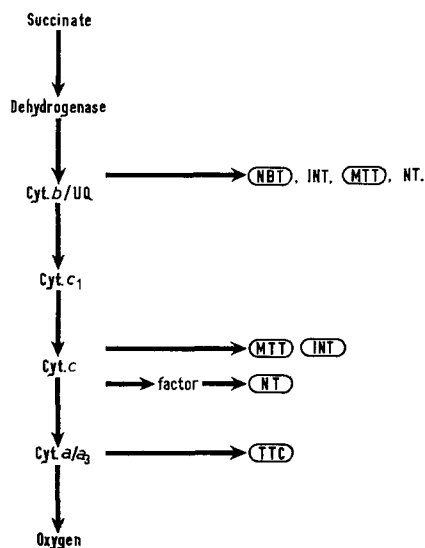 Succinate
Dehydrogenase
Cyt.b/UQ
NBT, INT, MTT, NT.
Cyt.c₁
MTT INT
Cyt.c
factor NT
Cyt.a/a₃ TTC
Oxygen